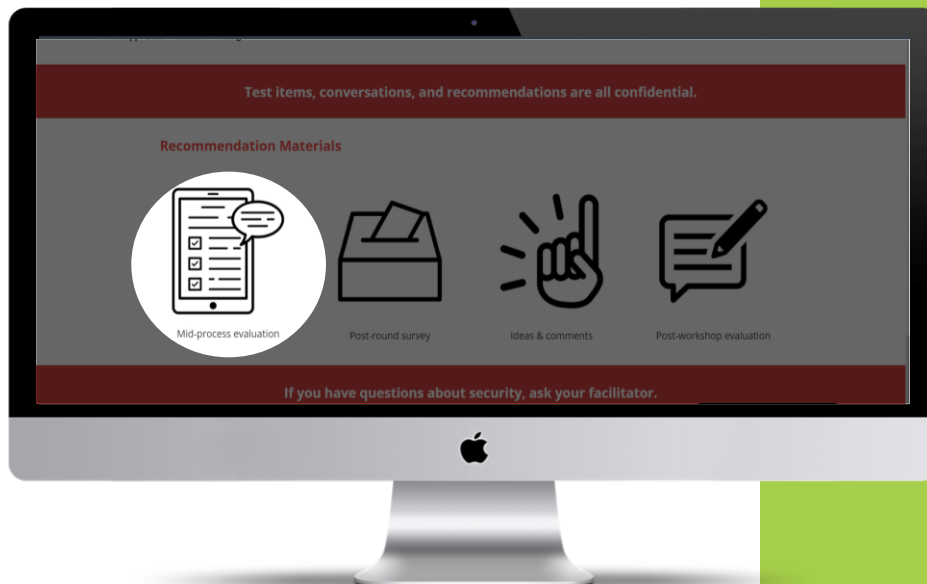 Test items, conversations, and recommendations are all confidential.
Recommendation Materials
Mid-process evaluation
Post-round survey
Ideas & comments
Post-workshop evaluation
If you have questions about security, ask your facilitator.